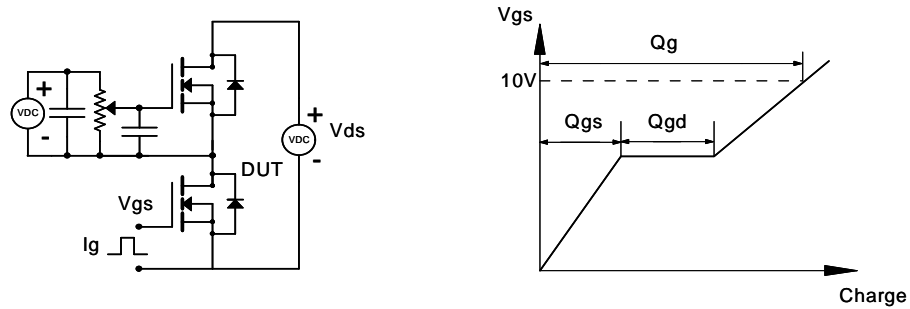 +
VDC
-
+
VDC
-
Vds
DUT
Vgs
Ig
Vgs
Qg
10V
Qgs
Qgd
Charge